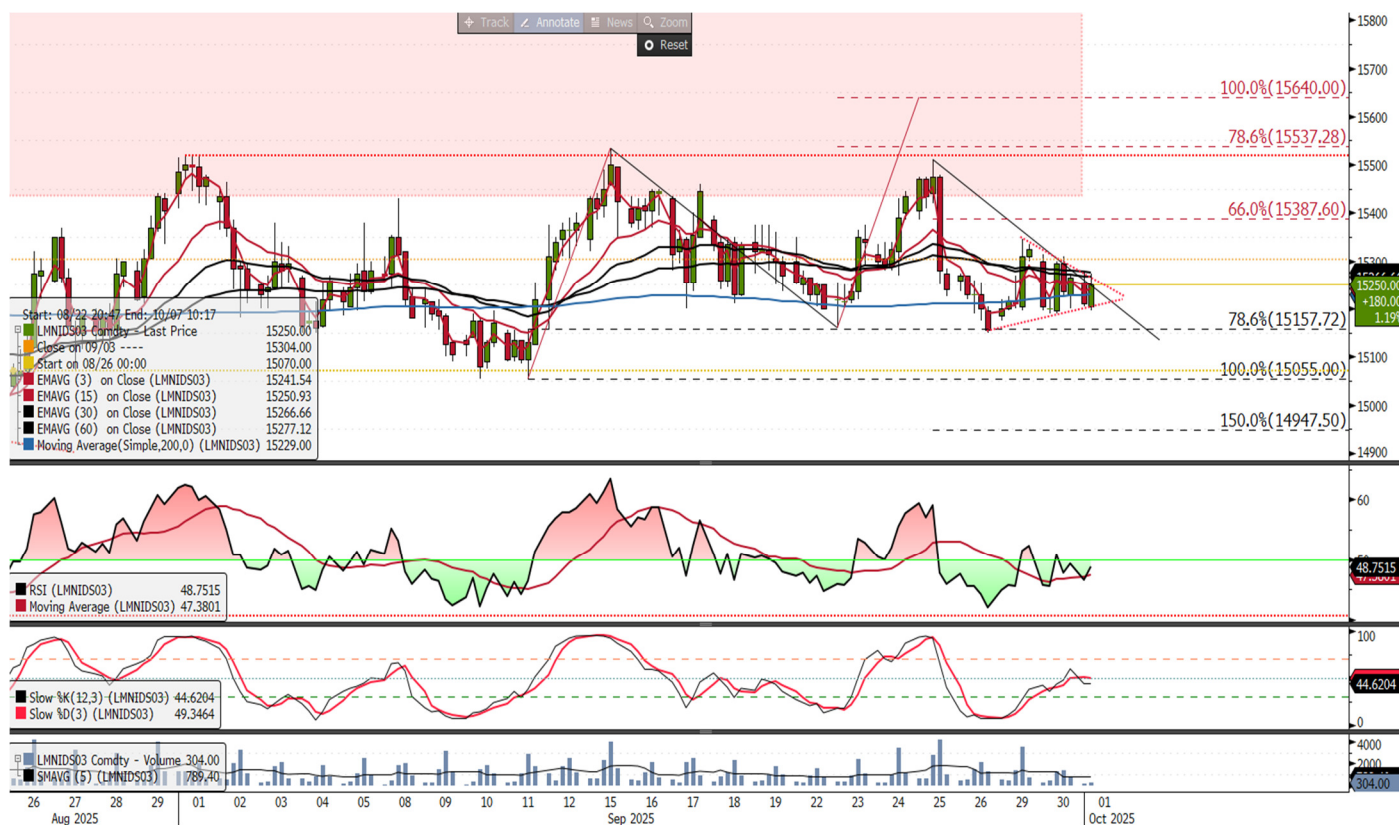 Track Annotate News Zoom
Reset
15800
15700
15600
15500
15400
15300
15100
15000
14900
100.0%(15640.00)
78.6%(15537.28)
66.0%(15387.60)
78.6%(15157.72)
100.0%(15055.00)
150.0%(14947.50)
15250.00
+180.00
1.19%
Start: 08/22 20:47 End: 10/07 10:17
LMNIDS03 Comdty - Last Price 15250.00
Close on 09/03 ---- 15304.00
Start on 08/26 00:00 15070.00
EMAVG (3) on Close (LMNIDS03) 15241.54
EMAVG (15) on Close (LMNIDS03) 15250.93
EMAVG (30) on Close (LMNIDS03) 15266.66
EMAVG (60) on Close (LMNIDS03) 15277.12
Moving Average(Simple,200,0) (LMNIDS03) 15229.00
60
48.7515
47.3801
RSI (LMNIDS03) 48.7515
Moving Average (LMNIDS03) 47.3801
100
44.6204
0
Slow %K(12,3) (LMNIDS03) 44.6204
Slow %D(3) (LMNIDS03) 49.3464
4000
2000
304.00
LMNIDS03 Comdty - Volume 304.00
SMAVG (5) (LMNIDS03) 789.40
26 27 28 29 01 02 03 04 05 08 09 10 11 12 15 16 17 18 19 22 23 24 25 26 29 30 01
Aug 2025 Sep 2025 Oct 2025